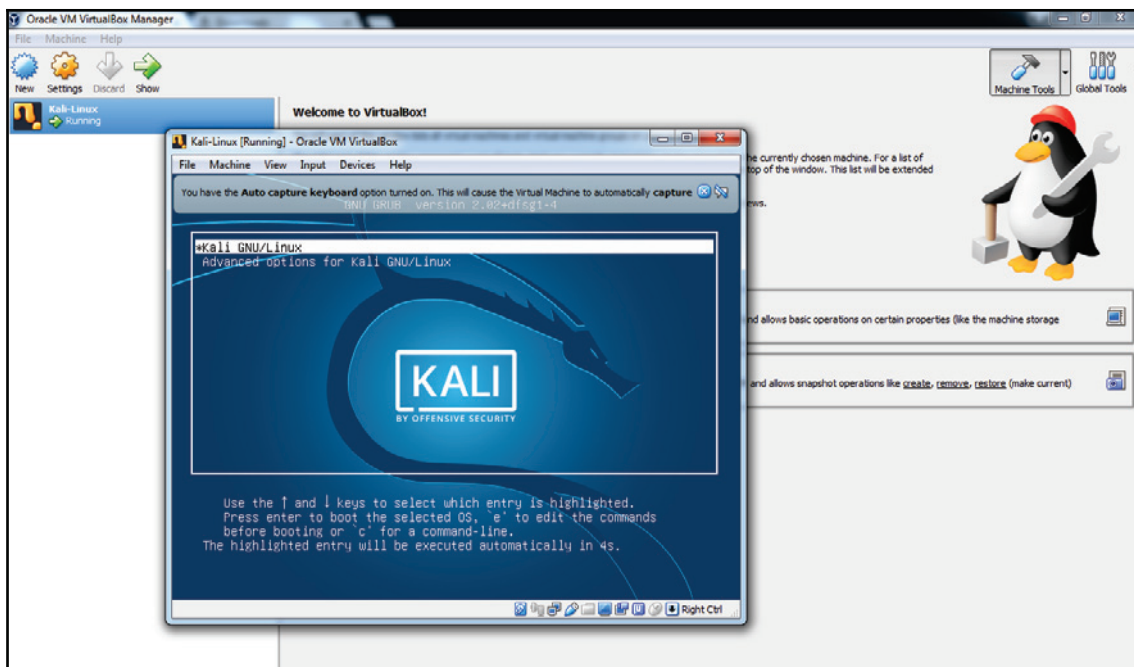 Oracle VM VirtualBox Manager
File Machine Help
New Settings Discard Show
Machine Tools Global Tools
Kali-Linux
Running
Welcome to VirtualBox!
he currently chosen machine. For a list of
top of the window. This list will be extended
ews.
nd allows basic operations on certain properties (like the machine storage
and allows snapshot operations like create, remove, restore (make current)
Kali-Linux [Running] - Oracle VM VirtualBox
File Machine View Input Devices Help
You have the Auto capture keyboard option turned on. This will cause the Virtual Machine to automatically capture
GNU GRUB version 2.02+dfsg1-4
*Kali GNU/Linux
Advanced options for Kali GNU/Linux
KALI
BY OFFENSIVE SECURITY
Use the ↑ and ↓ keys to select which entry is highlighted.
Press enter to boot the selected OS, `e' to edit the commands
before booting or `c' for a command-line.
The highlighted entry will be executed automatically in 4s.
Right Ctrl